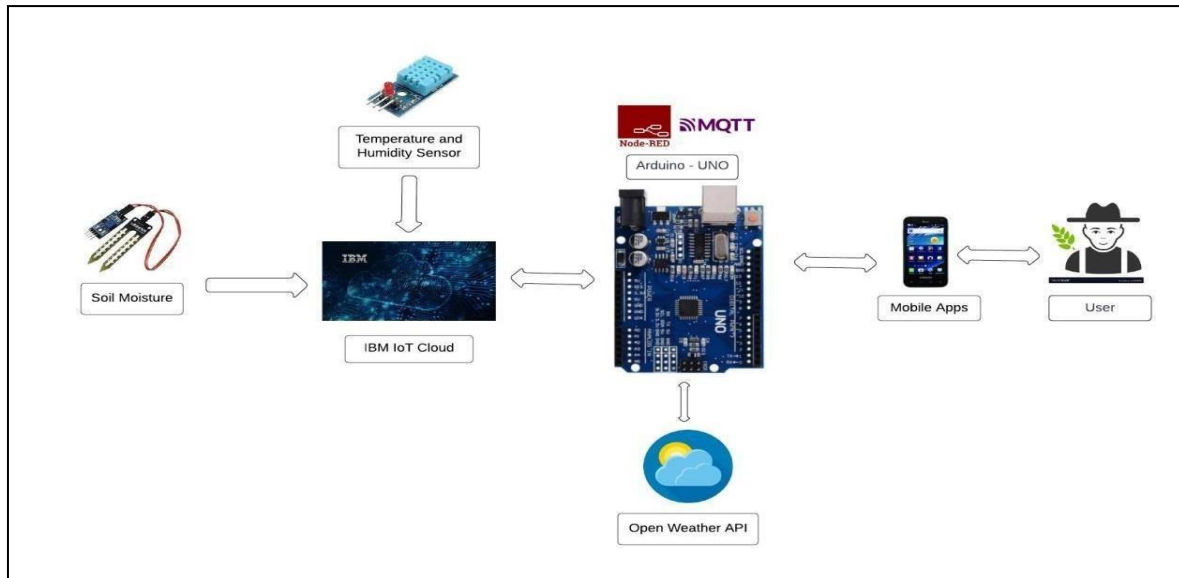 Temperature and
Humidity Sensor
Node-RED
MQTT
Arduino - UNO
Soil Moisture
IBM
IBM IoT Cloud
UNO
Mobile Apps
User
Open Weather API